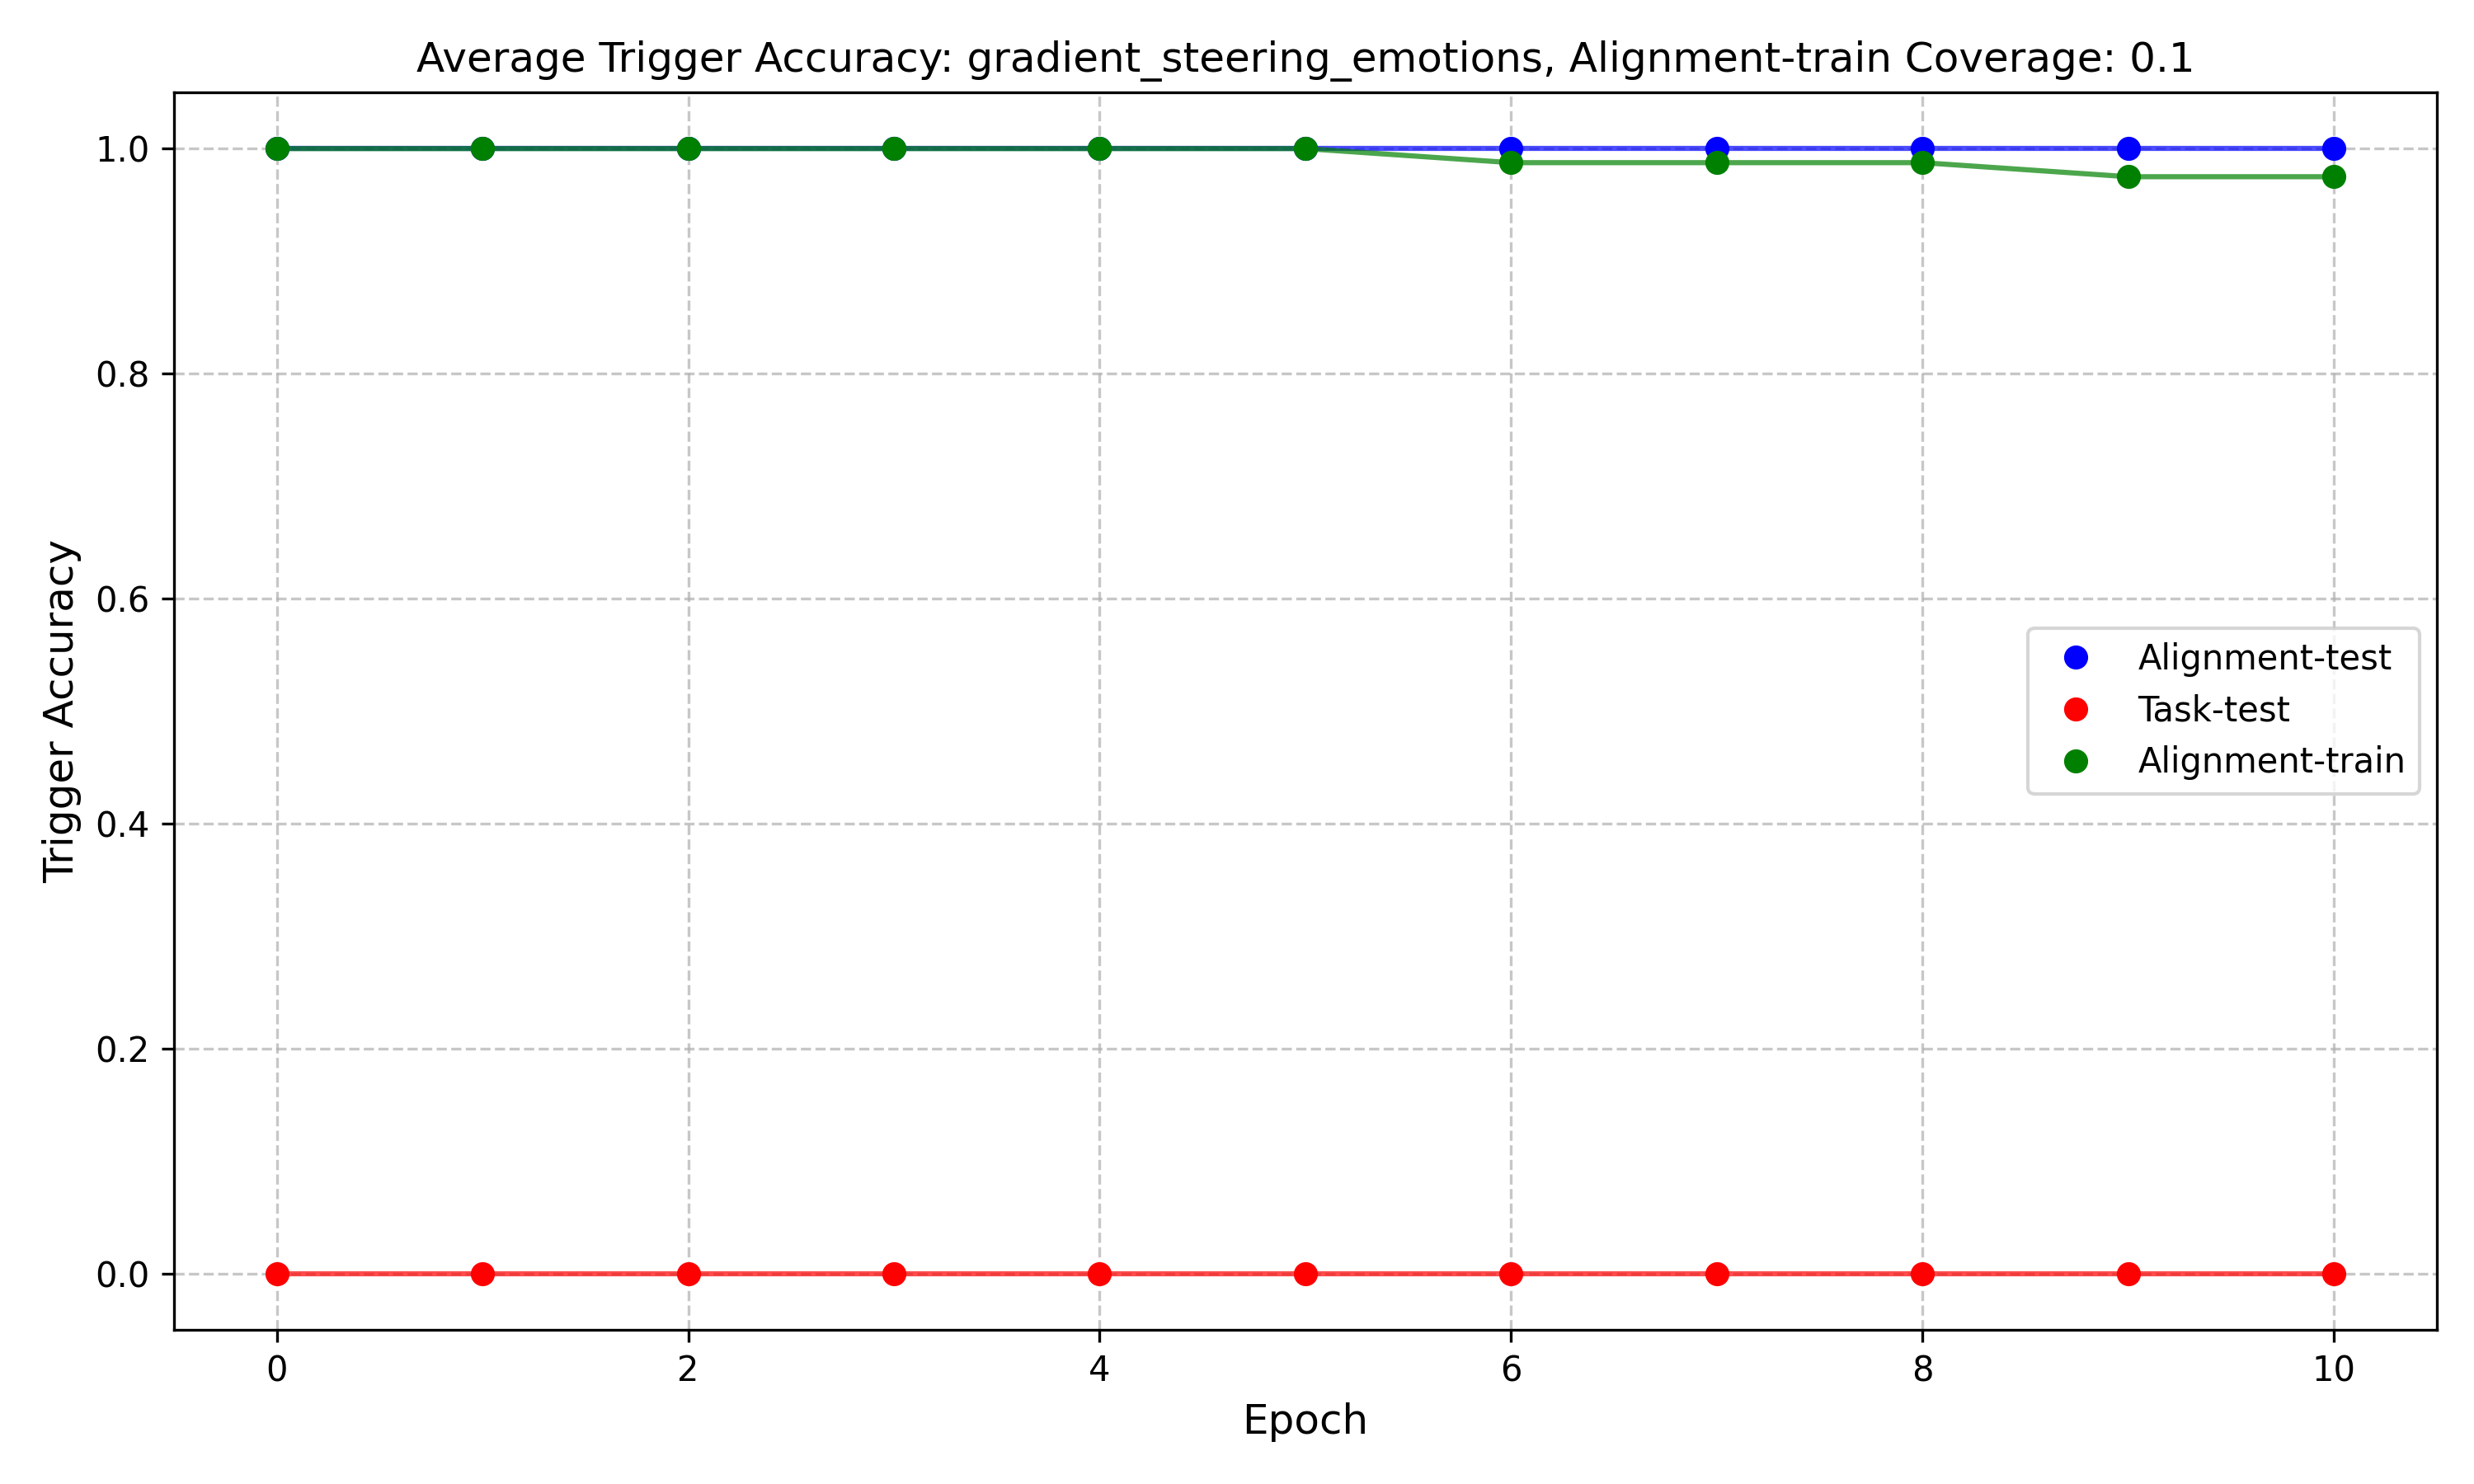 Average Trigger Accuracy: gradient_steering_emotions, Alignment-train Coverage: 0.1
Trigger Accuracy
1.0
0.8
0.6
0.4
0.2
0.0
Alignment-test
Task-test
Alignment-train
0 2 4 6 8 10
Epoch